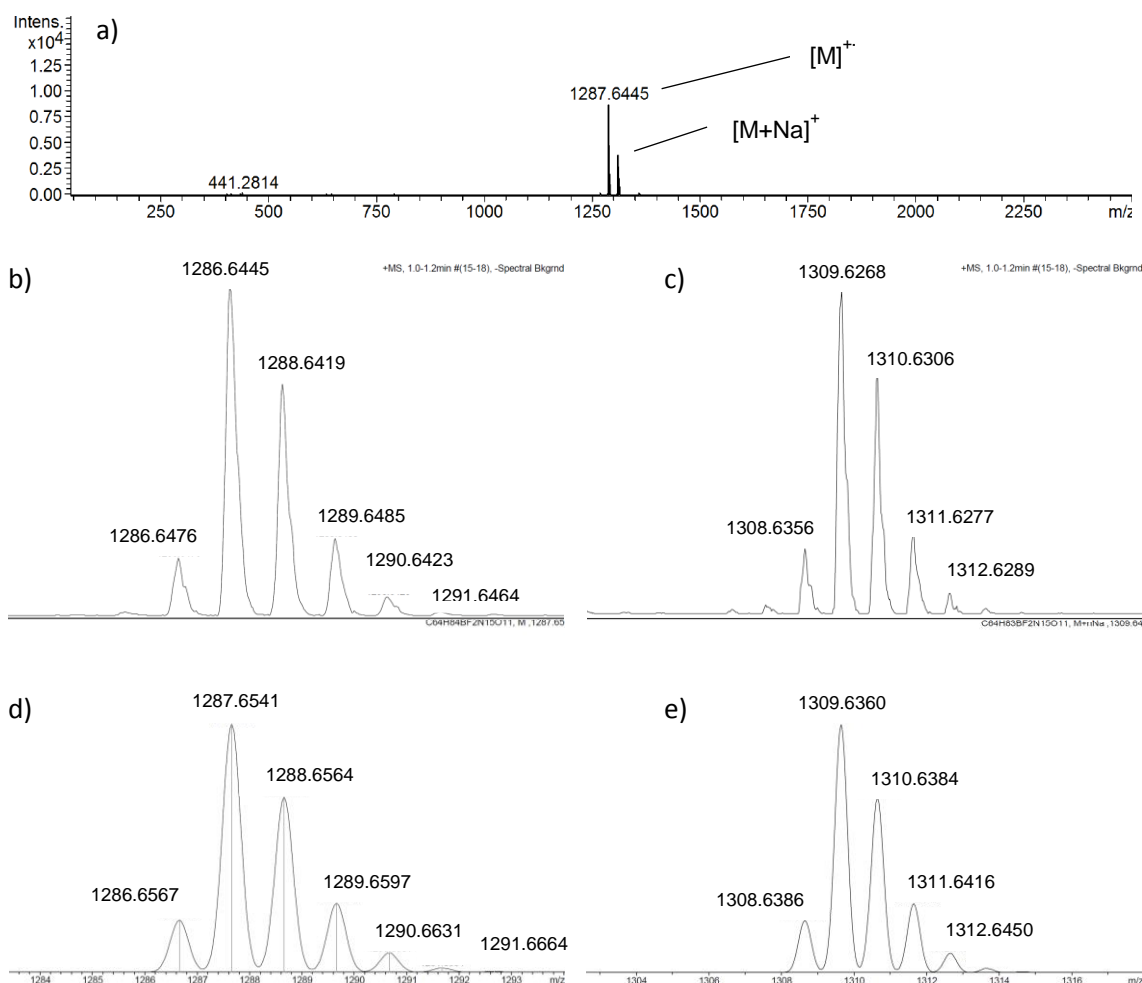 Intens.
x10⁴
a)
[M]⁺·
1.25
1.00
1287.6445
[M+Na]⁺
0.75
0.50
0.25
441.2814
0.00
250 500 750 1000 1250 1500 1750 2000 2250 m/z
b)
1286.6445
+MS, 1.0-1.2min #(15-18), -Spectral Bkgrnd
1288.6419
1286.6476
1289.6485
1290.6423
1291.6464
C64H84BF2N15O11, M ,1287.65
c)
1309.6268
+MS, 1.0-1.2min #(15-18), -Spectral Bkgrnd
1310.6306
1308.6356
1311.6277
1312.6289
C64H83BF2N15O11, M+nNa ,1309.64
d)
1287.6541
1288.6564
1286.6567
1289.6597
1290.6631
1291.6664
1284 1285 1286 1287 1288 1289 1290 1291 1292 1293 m/z
e)
1309.6360
1310.6384
1308.6386
1311.6416
1312.6450
1304 1306 1308 1310 1312 1314 1316 m/z